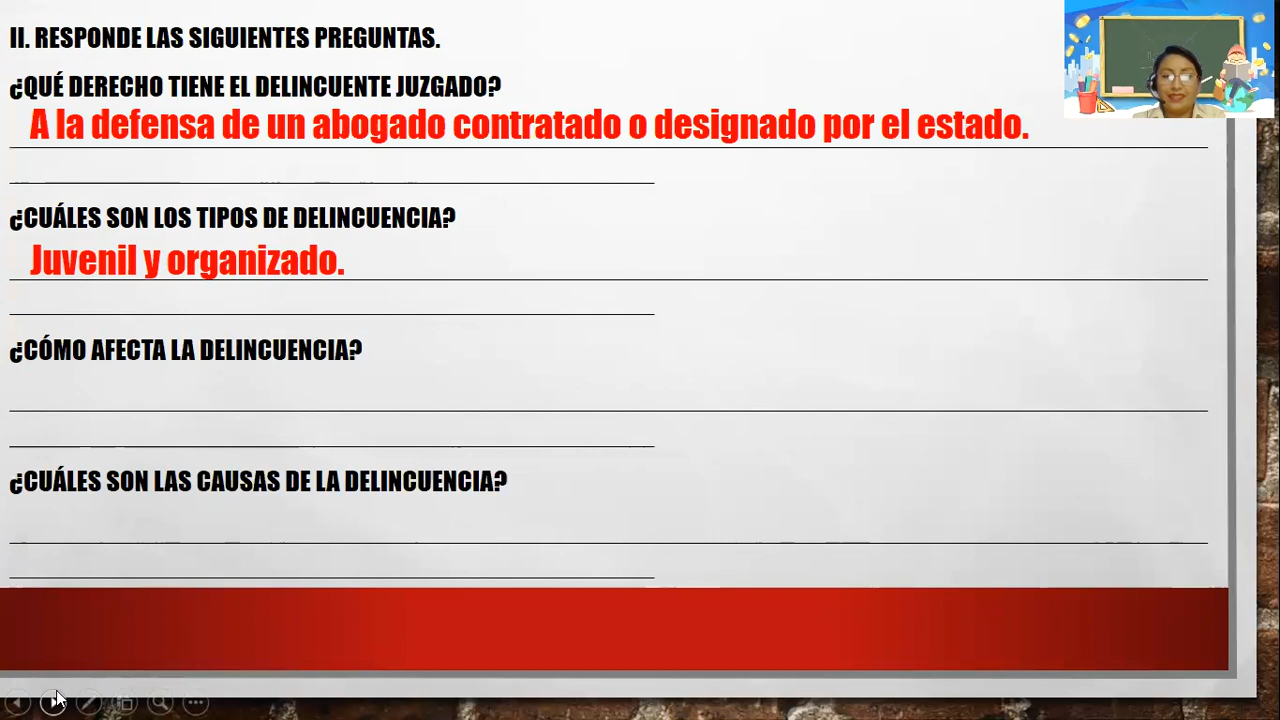 II. RESPONDE LAS SIGUIENTES PREGUNTAS.
¿QUÉ DERECHO TIENE EL DELINCUENTE JUZGADO?
A la defensa de un abogado contratado o designado por el estado.
¿CUÁLES SON LOS TIPOS DE DELINCUENCIA?
Juvenil y organizado.
¿CÓMO AFECTA LA DELINCUENCIA?
¿CUÁLES SON LAS CAUSAS DE LA DELINCUENCIA?